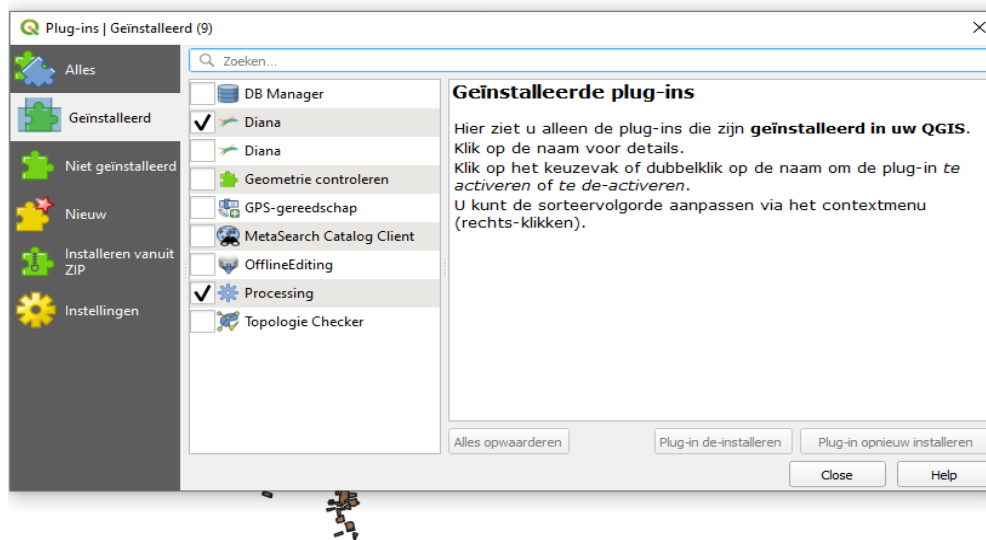 Plug-ins | Geïnstalleerd (9)
Alles
Geïnstalleerd
Niet geïnstalleerd
Nieuw
Installeren vanuit
ZIP
Instellingen
Zoeken...
DB Manager
Diana
Diana
Geometrie controleren
GPS-gereedschap
MetaSearch Catalog Client
OfflineEditing
Processing
Topologie Checker
Geïnstalleerde plug-ins
Hier ziet u alleen de plug-ins die zijn geïnstalleerd in uw QGIS.
Klik op de naam voor details.
Klik op het keuzevak of dubbelklik op de naam om de plug-in te
activeren of te de-activeren.
U kunt de sorteervolgorde aanpassen via het contextmenu
(rechts-klikken).
Alles opwaarderen
Plug-in de-installeren
Plug-in opnieuw installeren
Close
Help